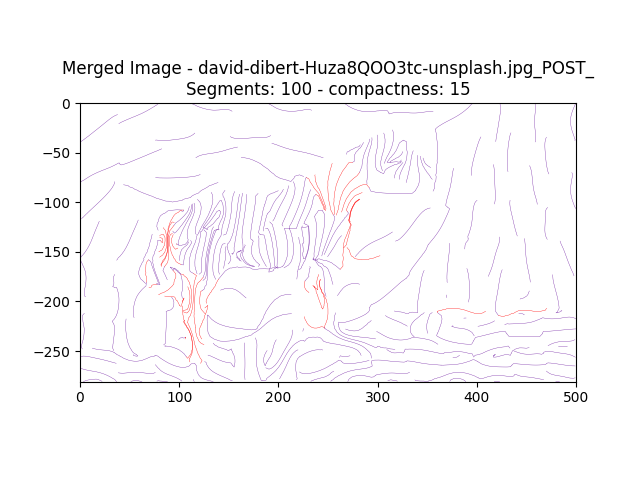 Merged Image - david-dibert-Huza8QOO3tc-unsplash.jpg_POST_
Segments: 100 - compactness: 15
0
−50
−100
−150
−200
−250
0 100 200 300 400 500